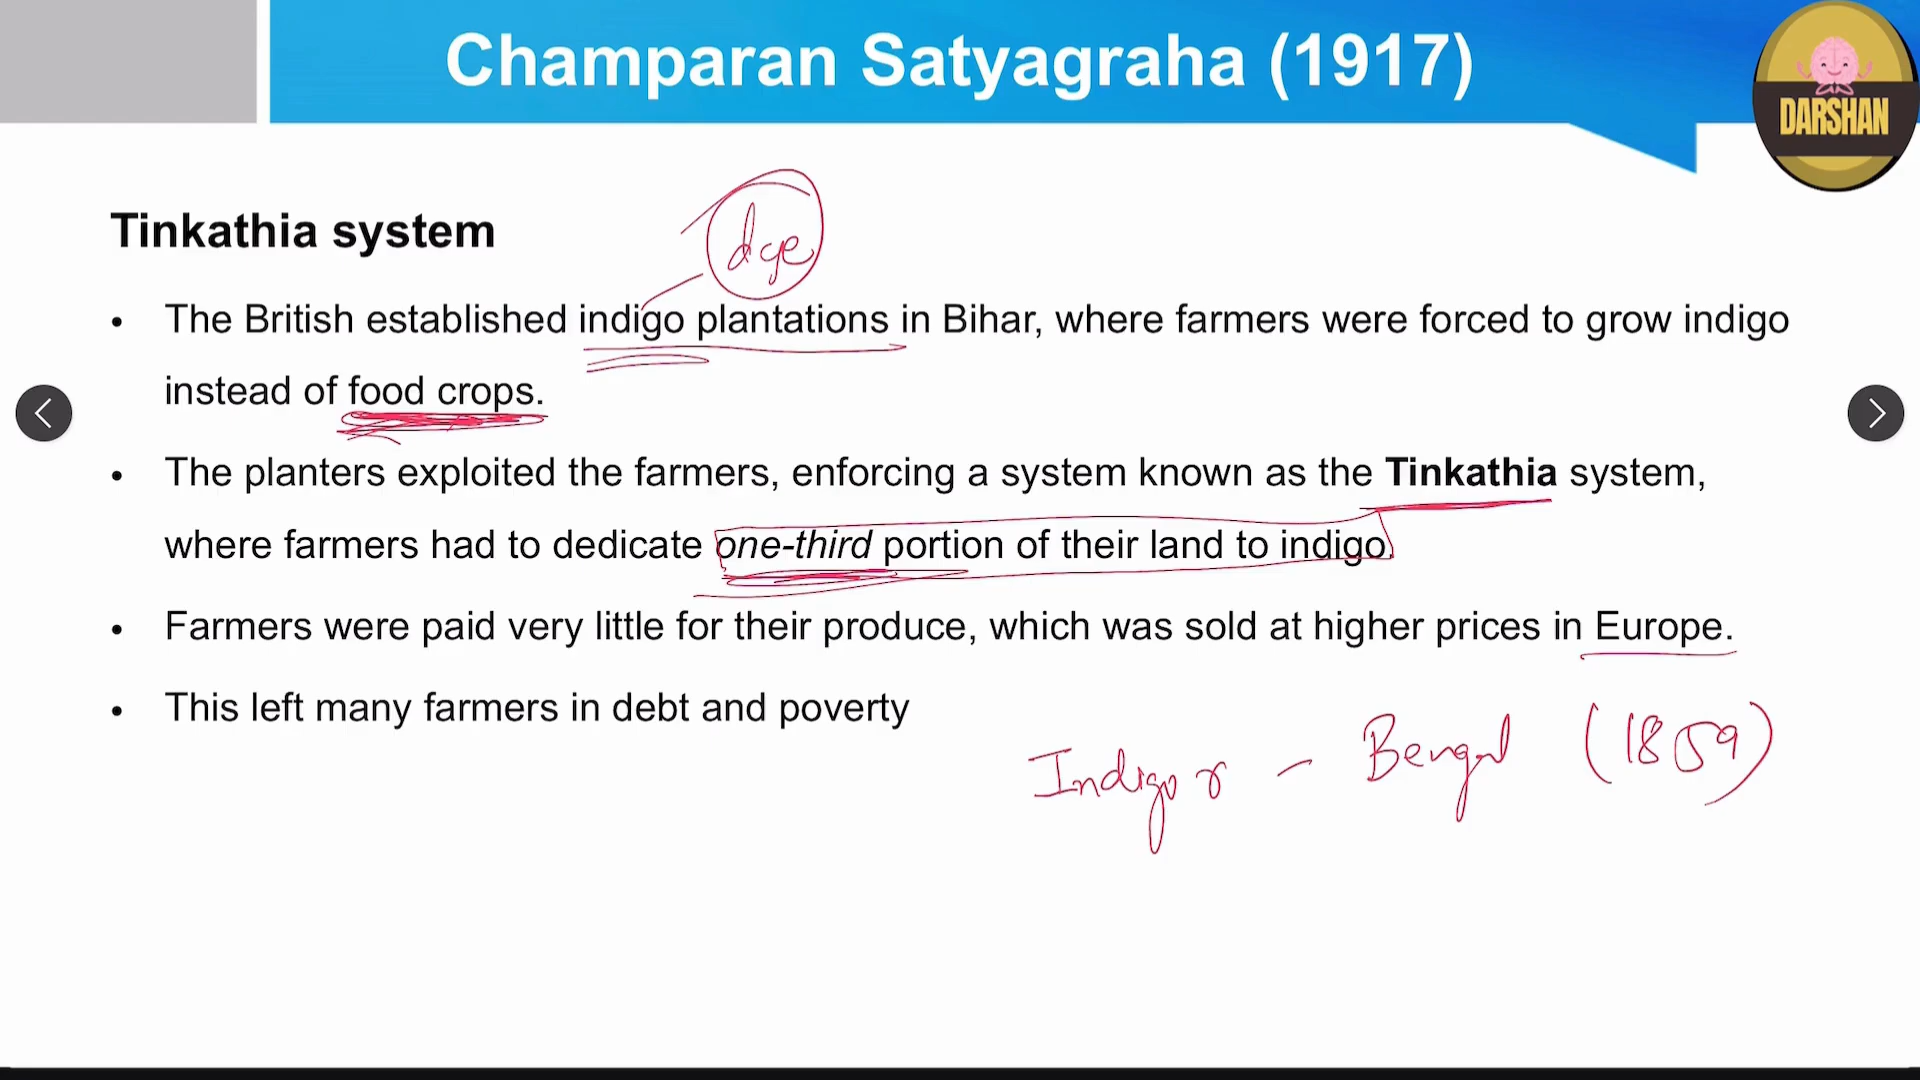 Champaran Satyagraha (1917)
DARSHAN
Tinkathia system
dye
• The British established indigo plantations in Bihar, where farmers were forced to grow indigo
instead of food crops.
• The planters exploited the farmers, enforcing a system known as the Tinkathia system,
where farmers had to dedicate one-third portion of their land to indigo.
• Farmers were paid very little for their produce, which was sold at higher prices in Europe.
• This left many farmers in debt and poverty
Indigo r - Bengal (1859)